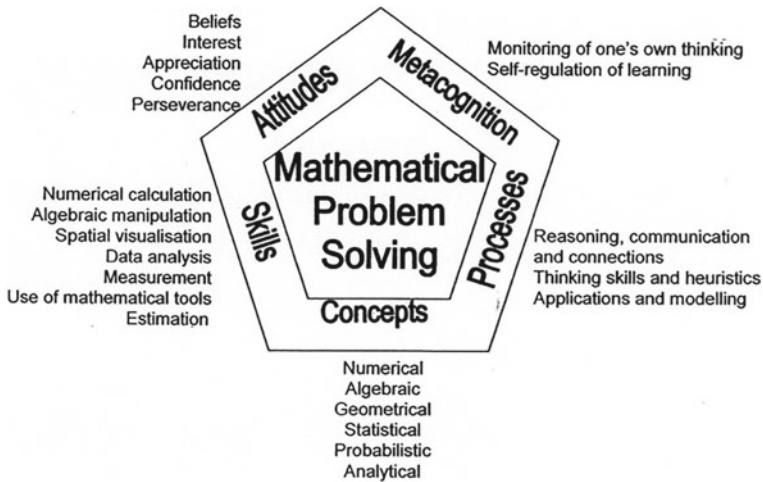 Beliefs
Interest
Appreciation
Confidence
Perseverance
Attitudes
Metacognition
Monitoring of one's own thinking
Self-regulation of learning
Mathematical
Problem
Solving
Numerical calculation
Algebraic manipulation
Spatial visualisation
Data analysis
Measurement
Use of mathematical tools
Estimation
Skills
Processes
Reasoning, communication
and connections
Thinking skills and heuristics
Applications and modelling
Concepts
Numerical
Algebraic
Geometrical
Statistical
Probabilistic
Analytical